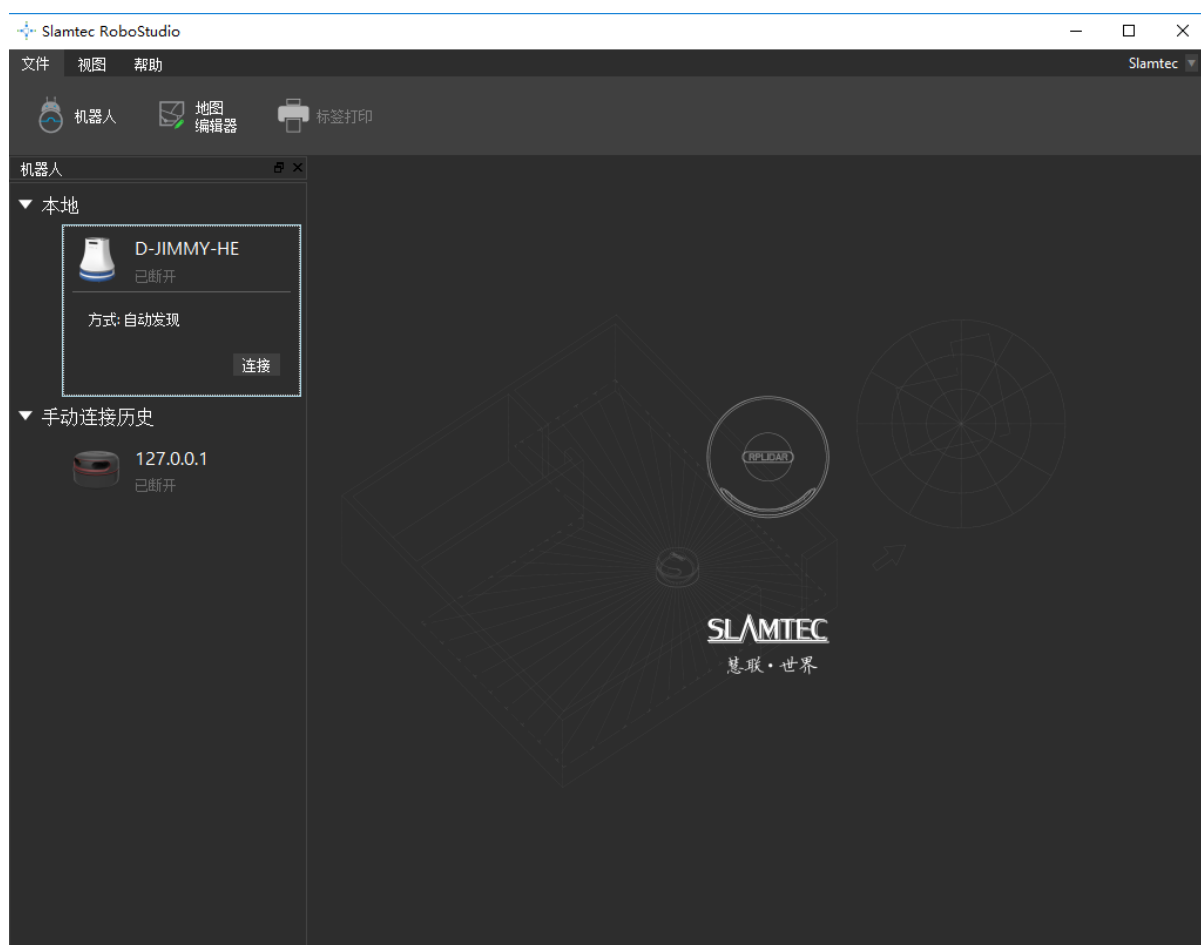 Slamtec RoboStudio
文件 视图 帮助 Slamtec
机器人 地图 标签打印
编辑器
机器人
本地
D-JIMMY-HE
已断开
方式: 自动发现
连接
手动连接历史
127.0.0.1
已断开
RPLIDAR
SLAMTEC
慧联·世界